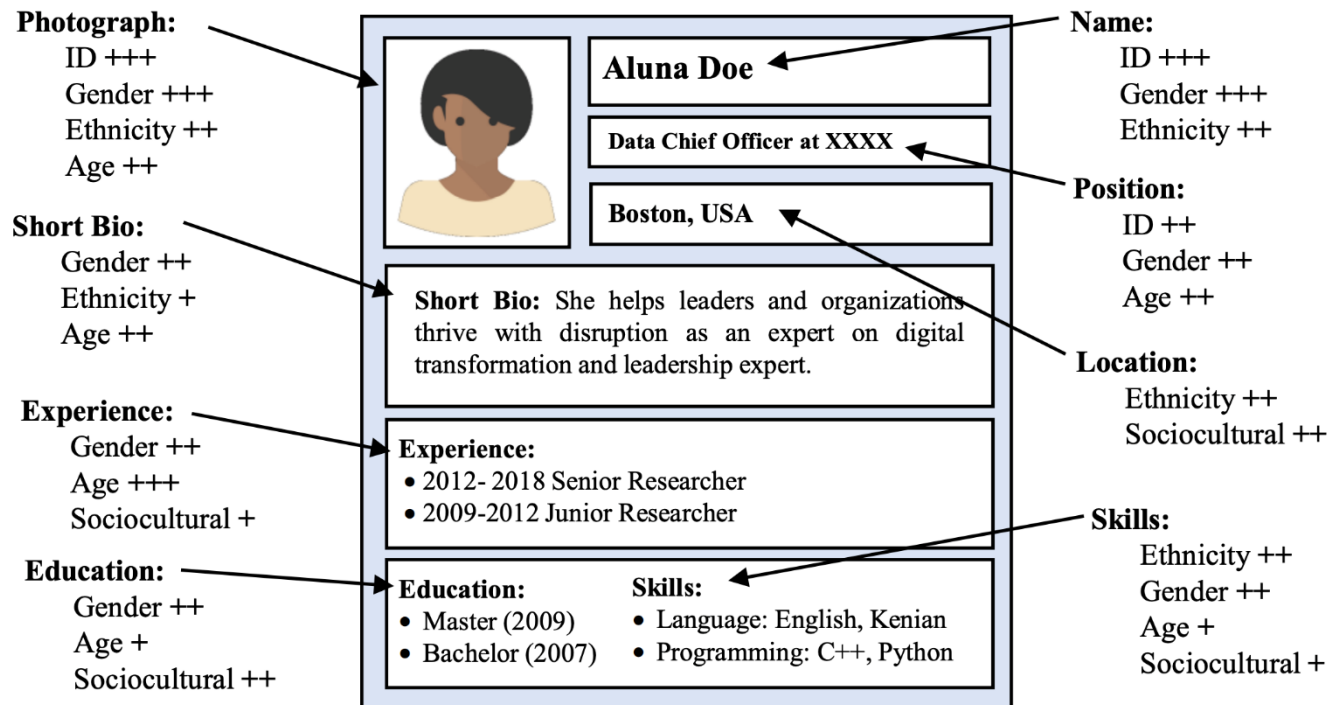 Photograph:
ID +++
Gender +++
Ethnicity ++
Age ++
Short Bio:
Gender ++
Ethnicity +
Age ++
Experience:
Gender ++
Age +++
Sociocultural +
Education:
Gender ++
Age +
Sociocultural ++
Aluna Doe
Data Chief Officer at XXXX
Boston, USA
Short Bio: She helps leaders and organizations
thrive with disruption as an expert on digital
transformation and leadership expert.
Experience:
• 2012- 2018 Senior Researcher
• 2009-2012 Junior Researcher
Education:
• Master (2009)
• Bachelor (2007)
Skills:
• Language: English, Kenian
• Programming: C++, Python
Name:
ID +++
Gender +++
Ethnicity ++
Position:
ID ++
Gender ++
Age ++
Location:
Ethnicity ++
Sociocultural ++
Skills:
Ethnicity ++
Gender ++
Age +
Sociocultural +